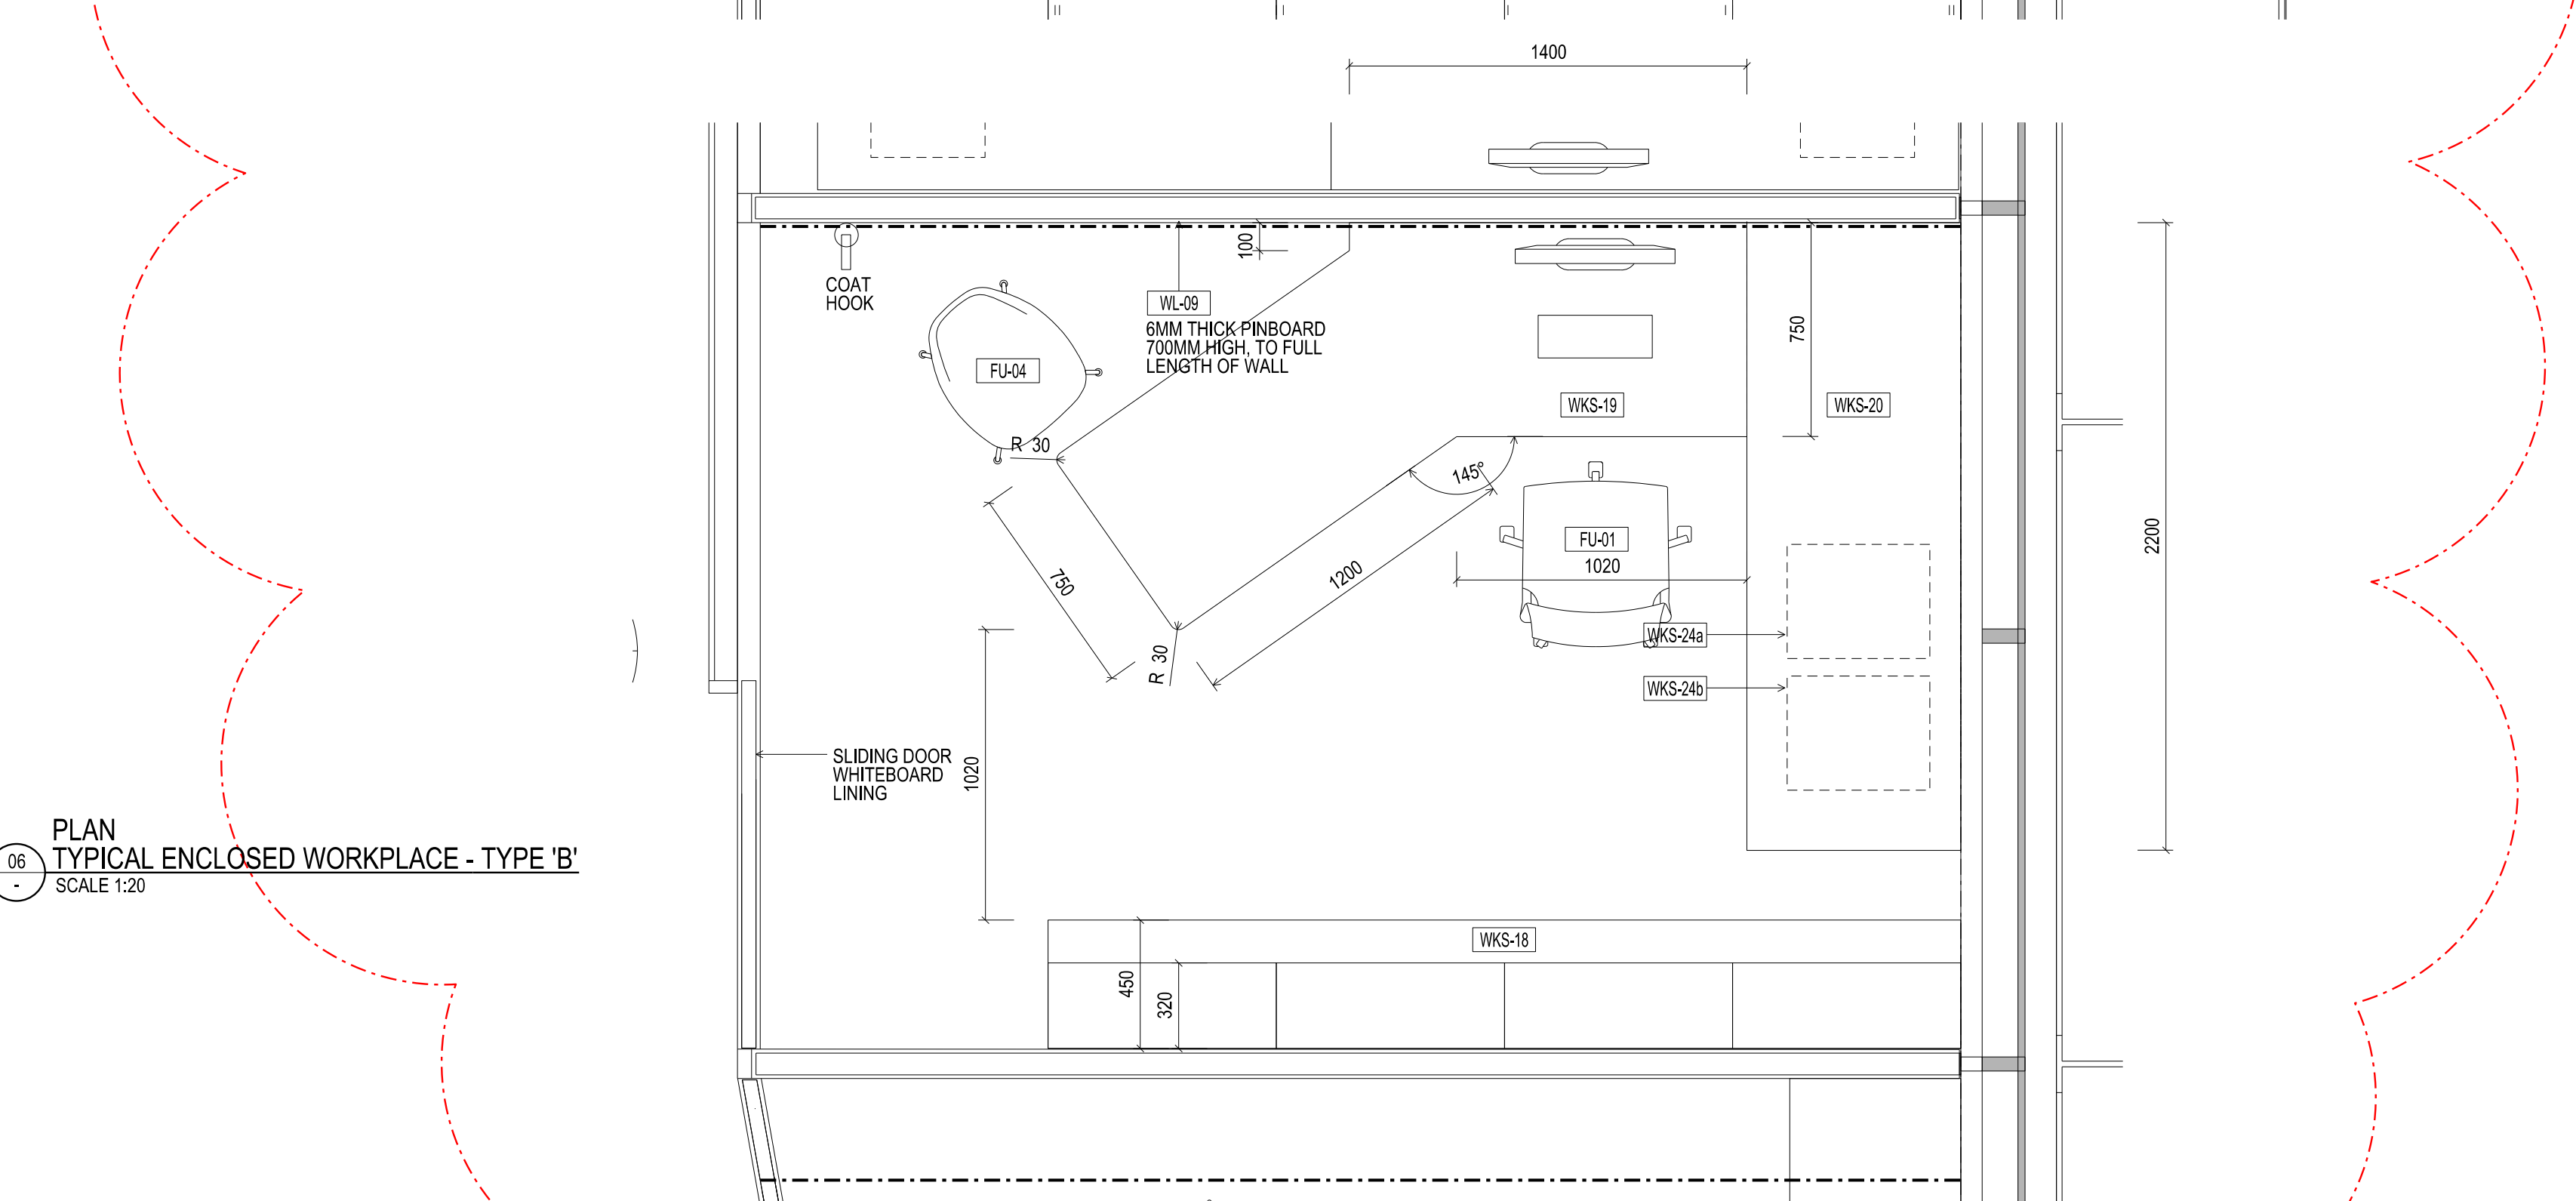 1400
COAT
HOOK
100
WL-09
6MM THICK PINBOARD
700MM HIGH, TO FULL
LENGTH OF WALL
FU-04
750
WKS-19
WKS-20
R 30
145°
FU-01
1020
2200
750
1200
R 30
WKS-24a
WKS-24b
SLIDING DOOR
WHITEBOARD
LINING
1020
06
-
PLAN
TYPICAL ENCLOSED WORKPLACE - TYPE 'B'
SCALE 1:20
WKS-18
450
320